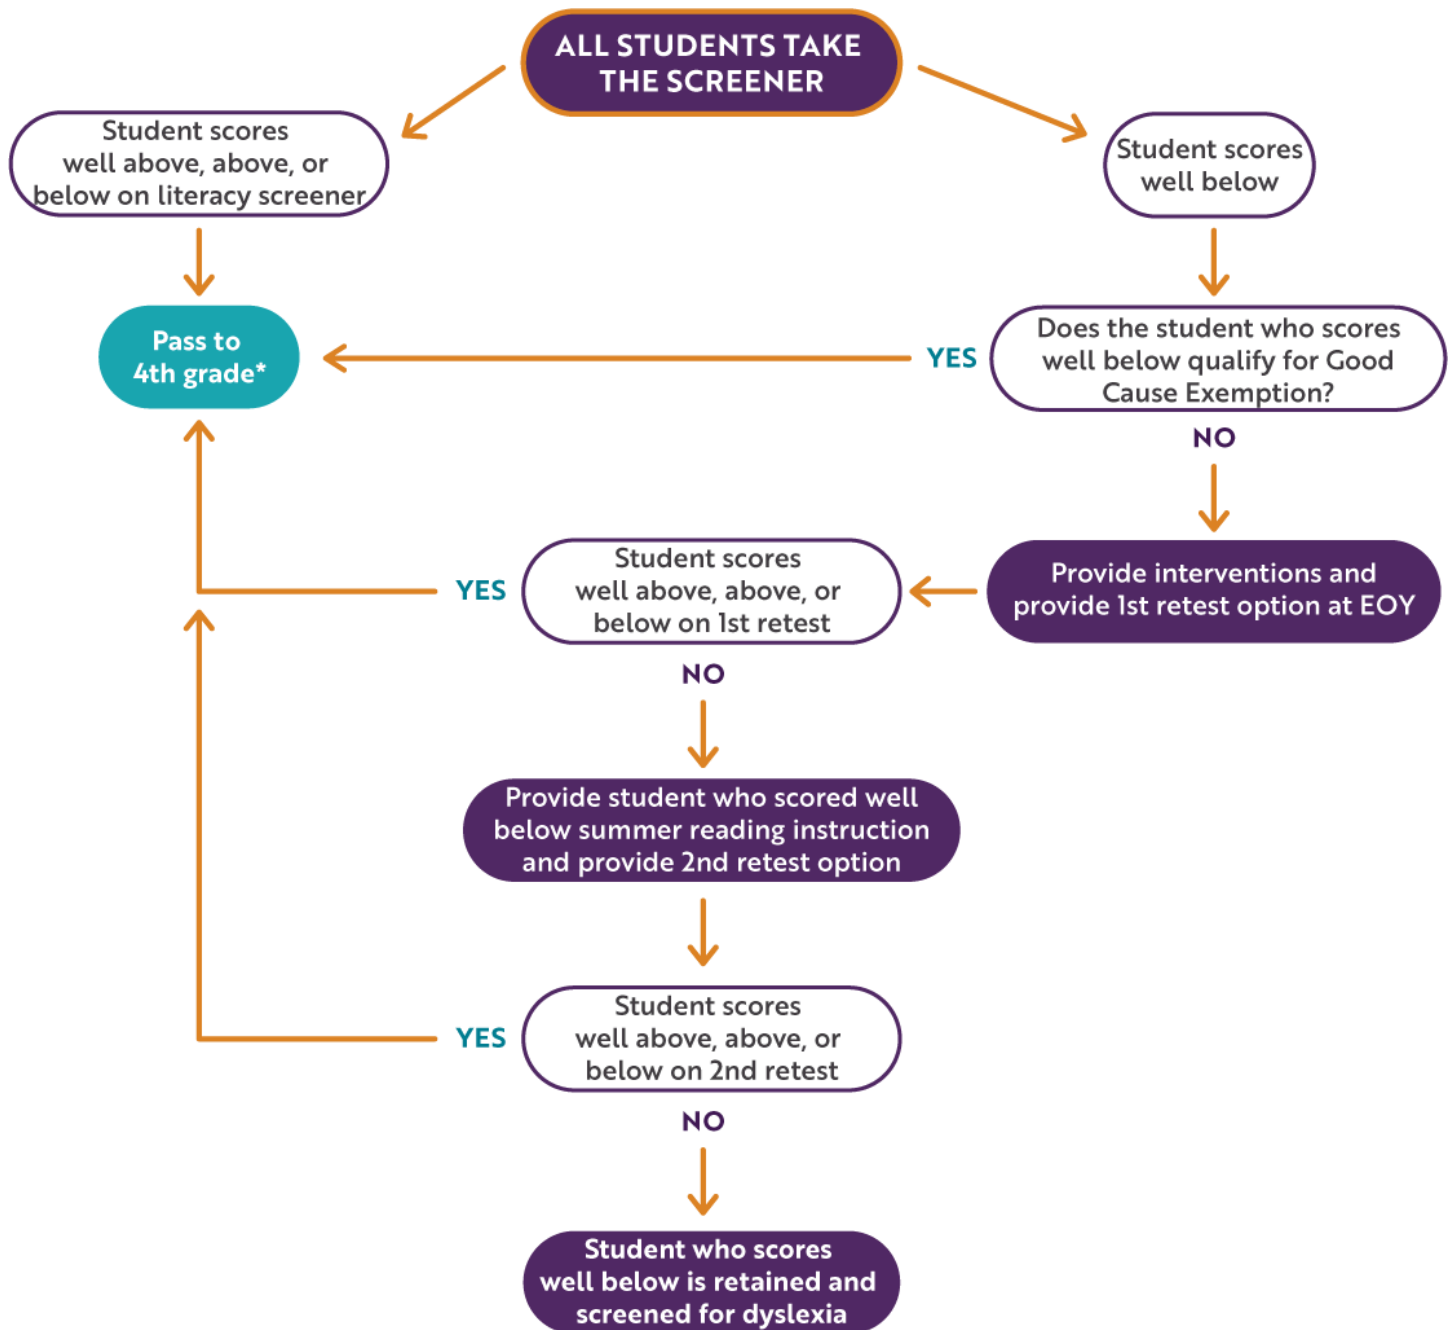 ALL STUDENTS TAKE
THE SCREENER
Student scores
well above, above, or
below on literacy screener
Student scores
well below
Pass to
4th grade*
YES
Does the student who scores
well below qualify for Good
Cause Exemption?
NO
Provide interventions and
provide 1st retest option at EOY
Student scores
well above, above, or
below on 1st retest
YES
NO
Provide student who scored well
below summer reading instruction
and provide 2nd retest option
Student scores
well above, above, or
below on 2nd retest
YES
NO
Student who scores
well below is retained and
screened for dyslexia